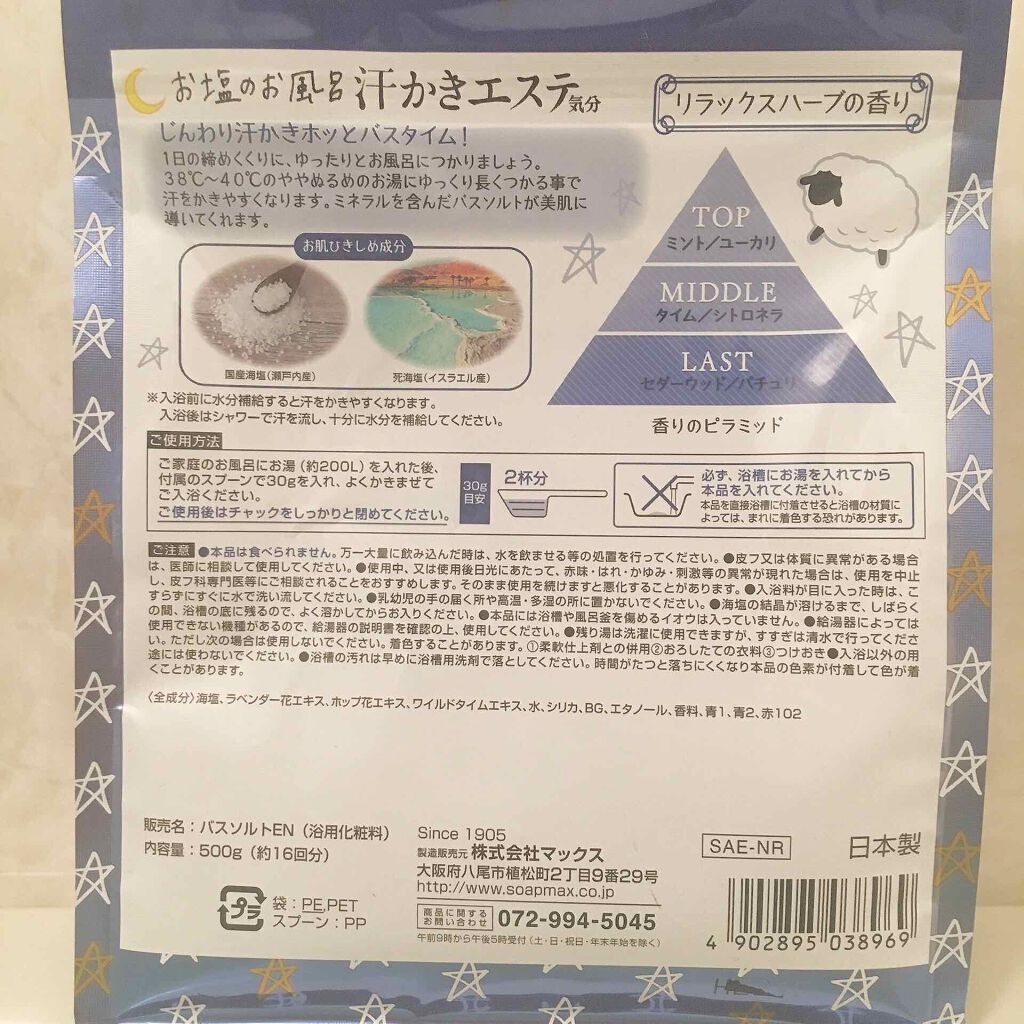 お塩のお風呂 汗かきエステ気分
リラックスハーブの香り
じんわり汗かきホッとバスタイム!
1日の締めくくりに、ゆったりとお風呂につかりましょう。
38℃〜40℃のややぬるめのお湯にゆっくり長くつかる事で
汗をかきやすくなります。ミネラルを含んだバスソルトが美肌に
導いてくれます。
お肌ひきしめ成分
国産海塩(瀬戸内産)
死海塩(イスラエル産)
TOP
ミント/ユーカリ
MIDDLE
タイム/シトロネラ
LAST
セダーウッド/パチュリ
香りのピラミッド
※入浴前に水分補給すると汗をかきやすくなります。
入浴後はシャワーで汗を流し、十分に水分を補給してください。
ご使用方法
ご家庭のお風呂にお湯(約200L)を入れた後、
付属のスプーンで30gを入れ、よくかきまぜて
ご入浴ください。
ご使用後はチャックをしっかりと閉めてください。
30g
目安
2杯分
必ず、浴槽にお湯を入れてから
本品を入れてください。
本品を直接浴槽に付着させると浴槽の材質に
よっては、まれに着色する恐れがあります。
ご注意 ●本品は食べられません。万一大量に飲み込んだ時は、水を飲ませる等の処置を行ってください。●皮フ又は体質に異常がある場合
は、医師に相談して使用してください。●使用中、又は使用後日光にあたって、赤味・はれ・かゆみ・刺激等の異常が現れた場合は、使用を中止
し、皮フ科専門医等にご相談されることをおすすめします。そのまま使用を続けますと悪化することがあります。●入浴料が目に入った時は、こ
すらずにすぐに水で洗い流してください。●乳幼児の手の届く所や高温・多湿の所に置かないでください。●海塩の結晶が溶けるまで、しばらく
の間、浴槽の底に残るので、よく溶かしてからお入りください。●本品には浴槽や風呂釜を傷めるイオウは入っていません。●給湯器によっては
使用できない機種があるので、給湯器の説明書を確認の上、使用してください。●残り湯は洗濯に使用できますが、すすぎは清水で行ってくださ
い。ただし次の場合は使用しないでください。着色することがあります。①柔軟仕上剤との併用②おろしたての衣料③つけおき●入浴以外の用
途には使わないでください。●浴槽の汚れは早めに浴槽用洗剤で落としてください。時間がたつと落ちにくくなり本品の色素が付着して色が着
くことがあります。
〈全成分〉海塩、ラベンダー花エキス、ホップ花エキス、ワイルドタイムエキス、水、シリカ、BG、エタノール、香料、青1、青2、赤102
販売名:バスソルトEN(浴用化粧料)
内容量:500g(約16回分)
プラ
袋:PE,PET
スプーン:PP
Since 1905
製造販売元 株式会社マックス
大阪府八尾市植松町2丁目9番29号
http://www.soapmax.co.jp
商品に関する
お問い合わせ 072-994-5045
午前9時から午後5時受付(土・日・祝日・年末年始を除く)
SAE-NR
日本製
4 902895 038969